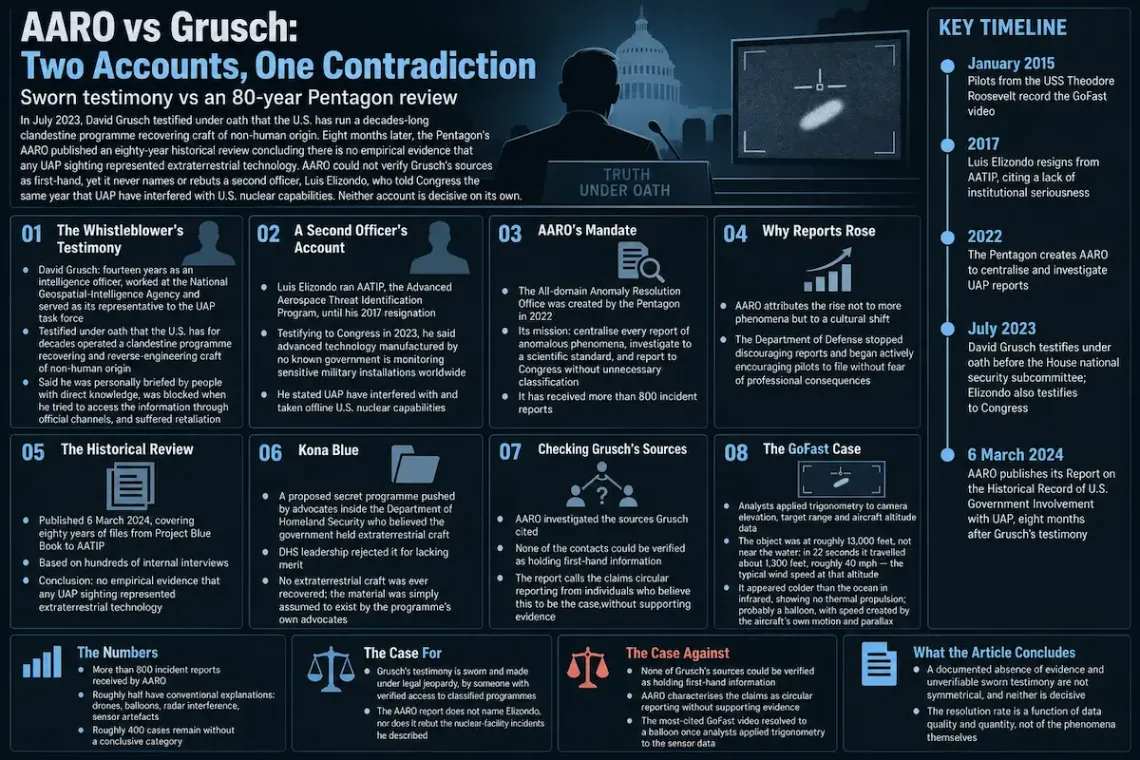 AARO vs Grusch:
Two Accounts, One Contradiction
Sworn testimony vs an 80-year Pentagon review
In July 2023, David Grusch testified under oath that the U.S. has run a decades-long
clandestine programme recovering craft of non-human origin. Eight months later, the Pentagon's
AARO published an eighty-year historical review concluding there is no empirical evidence that
any UAP sighting represented extraterrestrial technology. AARO could not verify Grusch's sources
as first-hand, yet it never names or rebuts a second officer, Luis Elizondo, who told Congress the
same year that UAP have interfered with U.S. nuclear capabilities. Neither account is decisive on its own.
TRUTH
UNDER OATH
01 The Whistleblower's
Testimony
• David Grusch: fourteen years as an
intelligence officer, worked at the National
Geospatial-Intelligence Agency and
served as its representative to the UAP
task force
• Testified under oath that the U.S. has for
decades operated a clandestine programme
recovering and reverse-engineering craft
of non-human origin
• Said he was personally briefed by people
with direct knowledge, was blocked when
he tried to access the information through
official channels, and suffered retaliation
02 A Second Officer's
Account
• Luis Elizondo ran AATIP, the Advanced
Aerospace Threat Identification
Program, until his 2017 resignation
• Testifying to Congress in 2023, he said
advanced technology manufactured by
no known government is monitoring
sensitive military installations worldwide
• He stated UAP have interfered with and
taken offline U.S. nuclear capabilities
03 AARO's Mandate
• The All-domain Anomaly Resolution
Office was created by the Pentagon
in 2022
• Its mission: centralise every report of
anomalous phenomena, investigate to
a scientific standard, and report to
Congress without unnecessary
classification
• It has received more than 800 incident
reports
04 Why Reports Rose
• AARO attributes the rise not to more
phenomena but to a cultural shift
• The Department of Defense stopped
discouraging reports and began actively
encouraging pilots to file without fear
of professional consequences
05 The Historical Review
• Published 6 March 2024, covering
eighty years of files from Project Blue
Book to AATIP
• Based on hundreds of internal interviews
• Conclusion: no empirical evidence that
any UAP sighting represented
extraterrestrial technology
06 Kona Blue
• A proposed secret programme pushed
by advocates inside the Department of
Homeland Security who believed the
government held extraterrestrial craft
• DHS leadership rejected it for lacking
merit
• No extraterrestrial craft was ever
recovered; the material was simply
assumed to exist by the programme's
own advocates
07 Checking Grusch's Sources
?
• AARO investigated the sources Grusch
cited
• None of the contacts could be verified
as holding first-hand information
• The report calls the claims circular
reporting from individuals who believe
this to be the case,without supporting
evidence
08 The GoFast Case
• Analysts applied trigonometry to camera
elevation, target range and aircraft altitude
data
• The object was at roughly 13,000 feet, not
near the water: in 22 seconds it travelled
about 1,300 feet, roughly 40 mph — the
typical wind speed at that altitude
• It appeared colder than the ocean in
infrared, showing no thermal propulsion;
probably a balloon, with speed created by
the aircraft's own motion and parallax
KEY TIMELINE
January 2015
Pilots from the USS Theodore
Roosevelt record the GoFast
video
2017
Luis Elizondo resigns from
AATIP, citing a lack of
institutional seriousness
2022
The Pentagon creates AARO
to centralise and investigate
UAP reports
July 2023
David Grusch testifies under
oath before the House national
security subcommittee;
Elizondo also testifies
to Congress
6 March 2024
AARO publishes its Report on
the Historical Record of U.S.
Government Involvement
with UAP, eight months
after Grusch's testimony
The Numbers
• More than 800 incident reports
received by AARO
• Roughly half have conventional explanations:
drones, balloons, radar interference,
sensor artefacts
• Roughly 400 cases remain without
a conclusive category
The Case For
• Grusch's testimony is sworn and made
under legal jeopardy, by someone with
verified access to classified programmes
• The AARO report does not name Elizondo,
nor does it rebut the nuclear-facility incidents
he described
The Case Against
• None of Grusch's sources could be verified
as holding first-hand information
• AARO characterises the claims as circular
reporting without supporting evidence
• The most-cited GoFast video resolved to
a balloon once analysts applied trigonometry
to the sensor data
What the Article Concludes
• A documented absence of evidence and
unverifiable sworn testimony are not
symmetrical, and neither is decisive
• The resolution rate is a function of data
quality and quantity, not of the phenomena
themselves